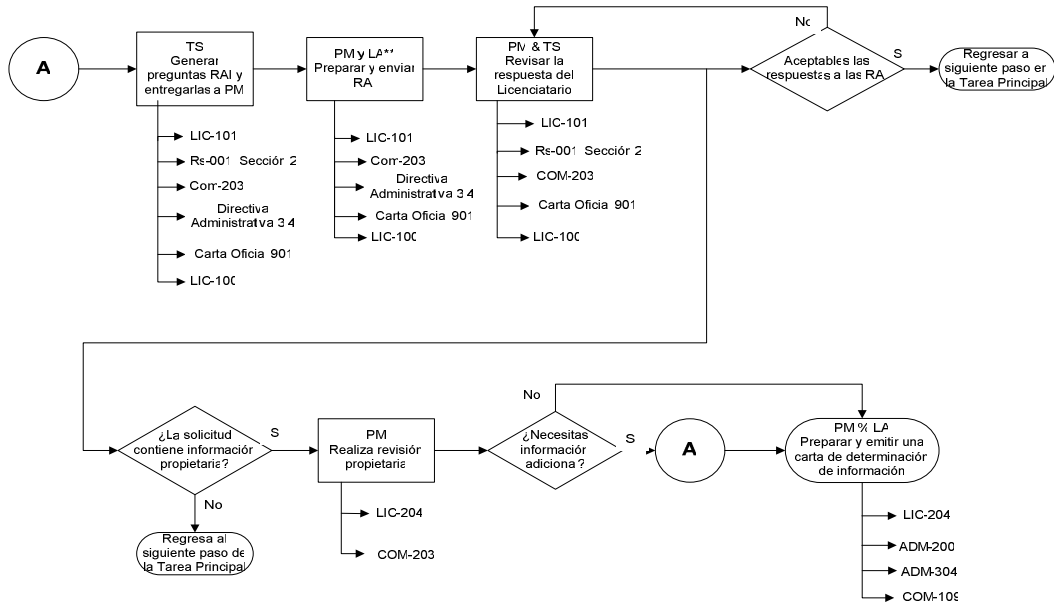 A
TS
Generar
preguntas RAI y
entregarlas a PM
LIC-101
Rs-001 Sección 2
Com-203
Directiva
Administrativa 3.4
Carta Oficial 901
LIC-100
PM y LA**
Preparar y enviar
RA
LIC-101
Com-203
Directiva
Administrativa 3.4
Carta Oficial 901
LIC-100
PM & TS
Revisar la
respuesta del
Licenciatario
LIC-101
Rs-001 Sección 2
COM-203
Carta Oficial 901
LIC-100
No
Aceptables las
respuestas a las RA
S
Regresar a
siguiente paso en
la Tarea Principal
¿La solicitud
contiene información
propietaria?
S
No
Regresa al
siguiente paso de
la Tarea Principal
PM
Realiza revisión
propietaria
LIC-204
COM-203
No
¿Necesitas
información
adicional?
S
A
PM % LA
Preparar y emitir una
carta de determinación
de información
LIC-204
ADM-200
ADM-304
COM-109